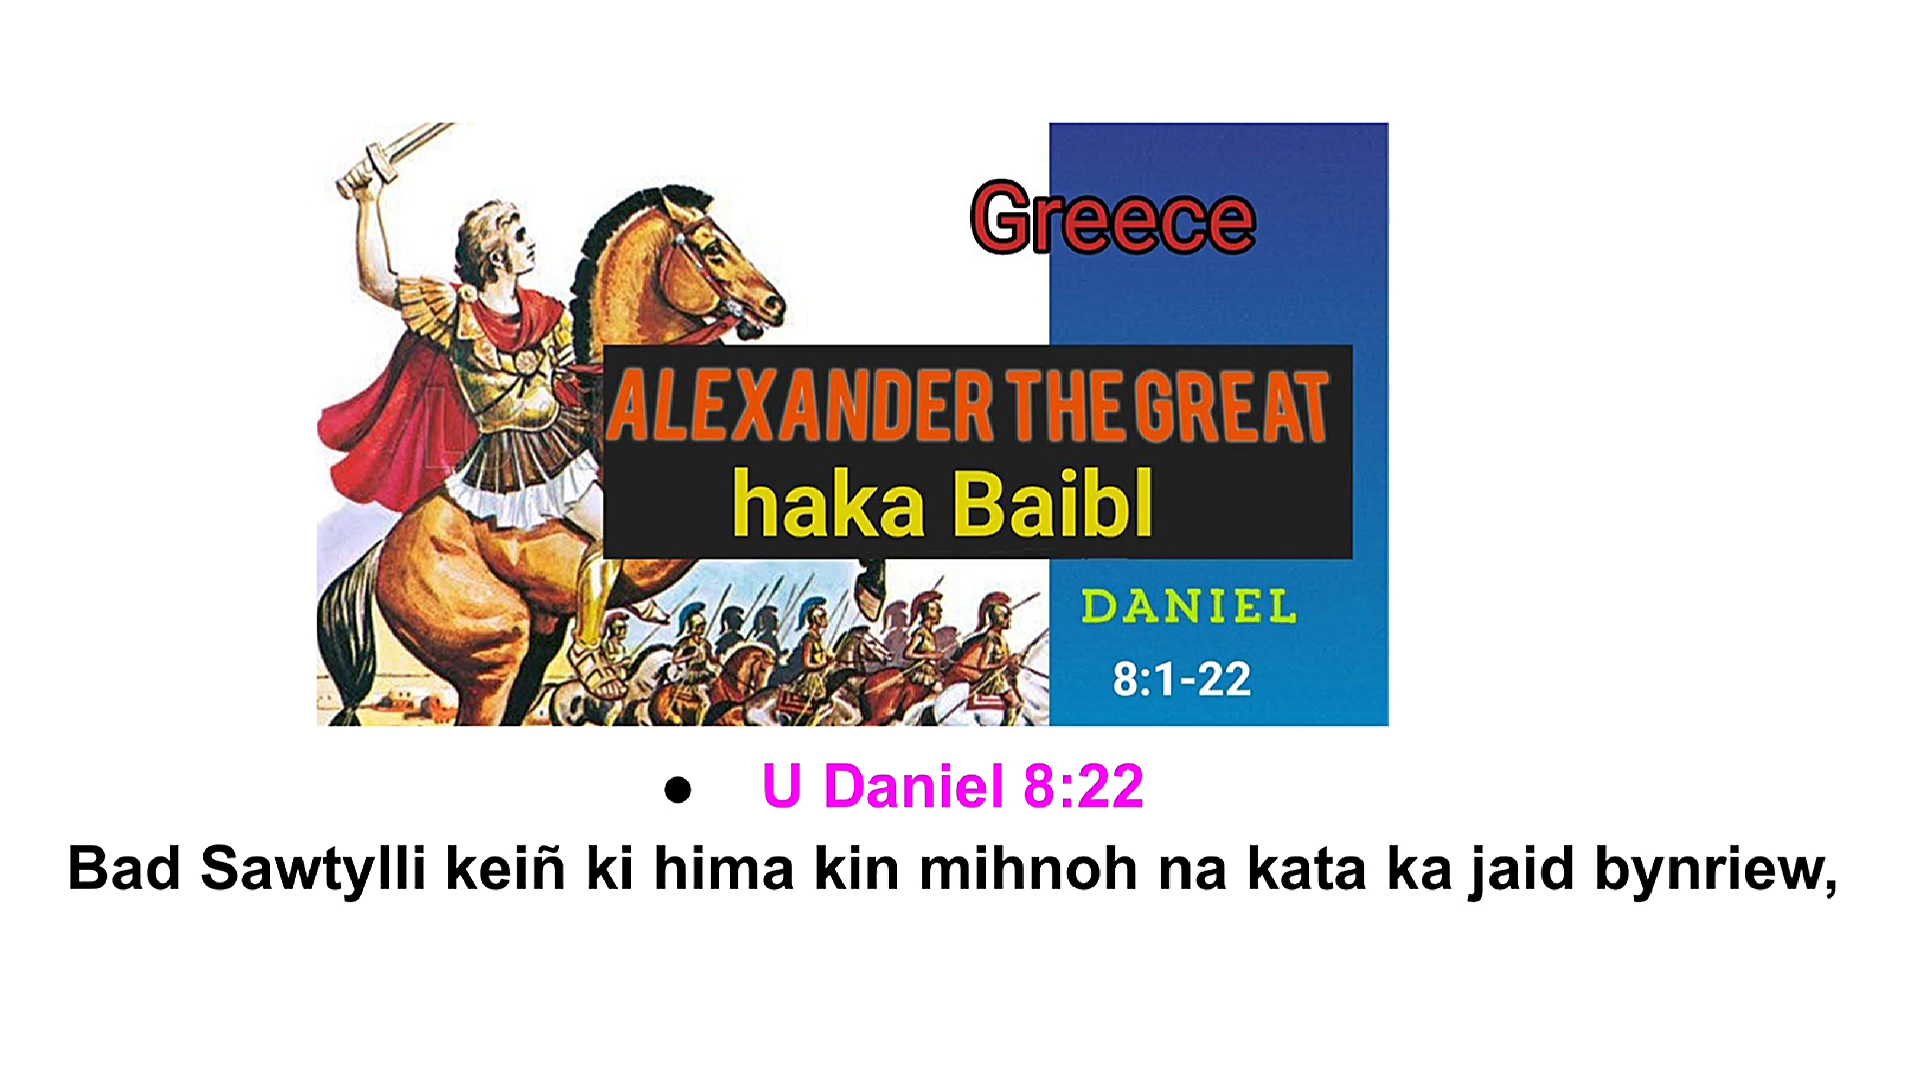 Greece
ALEXANDER THE GREAT
haka Baibl
DANIEL
8:1-22
● U Daniel 8:22
Bad Sawtylli keiñ ki hima kin mihnoh na kata ka jaid bynriew,